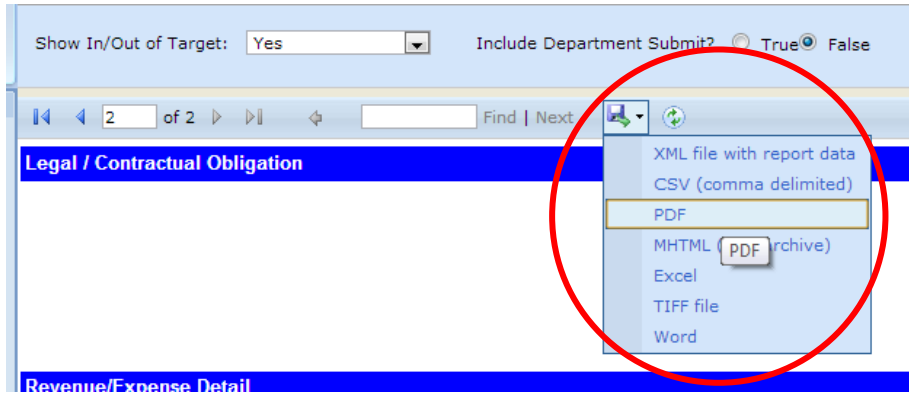 Show In/Out of Target: Yes Include Department Submit? True False
2 of 2 Find | Next
Legal / Contractual Obligation
XML file with report data
CSV (comma delimited)
PDF
MHTML ( rchive)
PDF
Excel
TIFF file
Word
Revenue/Expense Detail